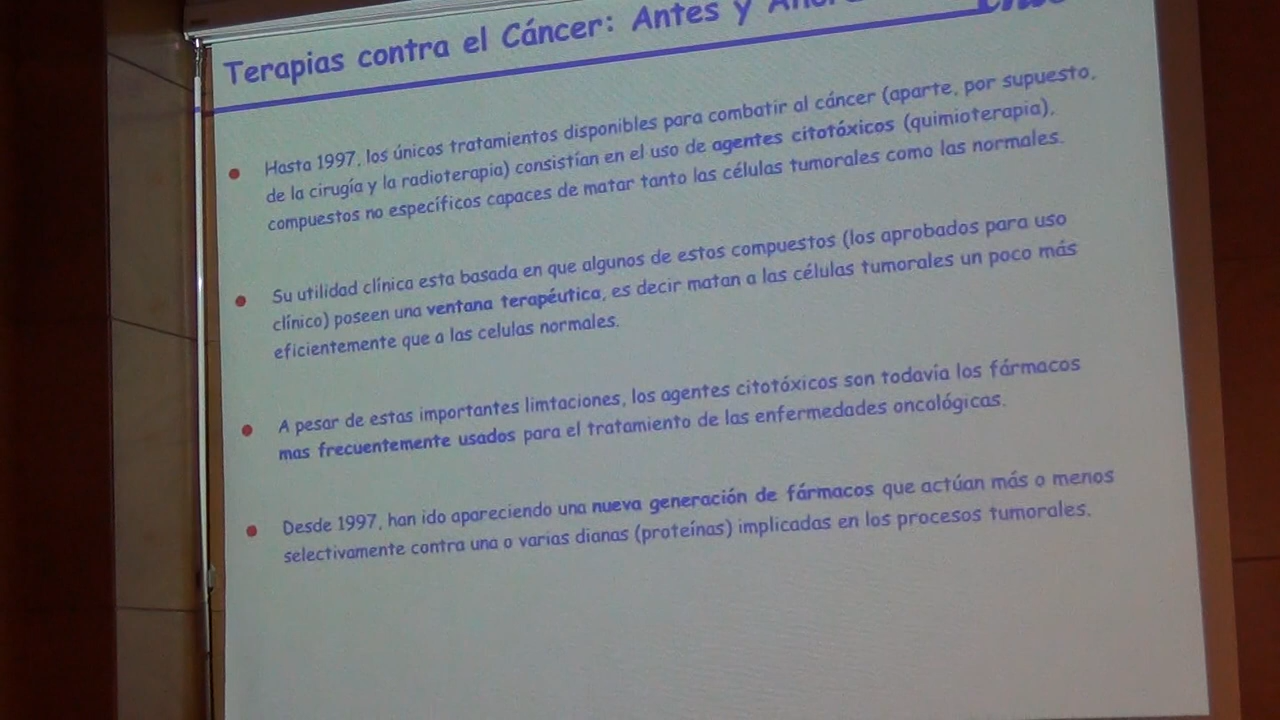 Terapias contra el Cáncer: Antes y Ahora
Hasta 1997, los únicos tratamientos disponibles para combatir al cáncer (aparte, por supuesto,
de la cirugía y la radioterapia) consistían en el uso de agentes citotóxicos (quimioterapia),
compuestos no específicos capaces de matar tanto las células tumorales como las normales.
Su utilidad clínica esta basada en que algunos de estos compuestos (los aprobados para uso
clínico) poseen una ventana terapéutica, es decir matan a las células tumorales un poco más
eficientemente que a las celulas normales.
A pesar de estas importantes limtaciones, los agentes citotóxicos son todavía los fármacos
mas frecuentemente usados para el tratamiento de las enfermedades oncológicas.
Desde 1997, han ido apareciendo una nueva generación de fármacos que actúan más o menos
selectivamente contra una o varias dianas (proteínas) implicadas en los procesos tumorales.